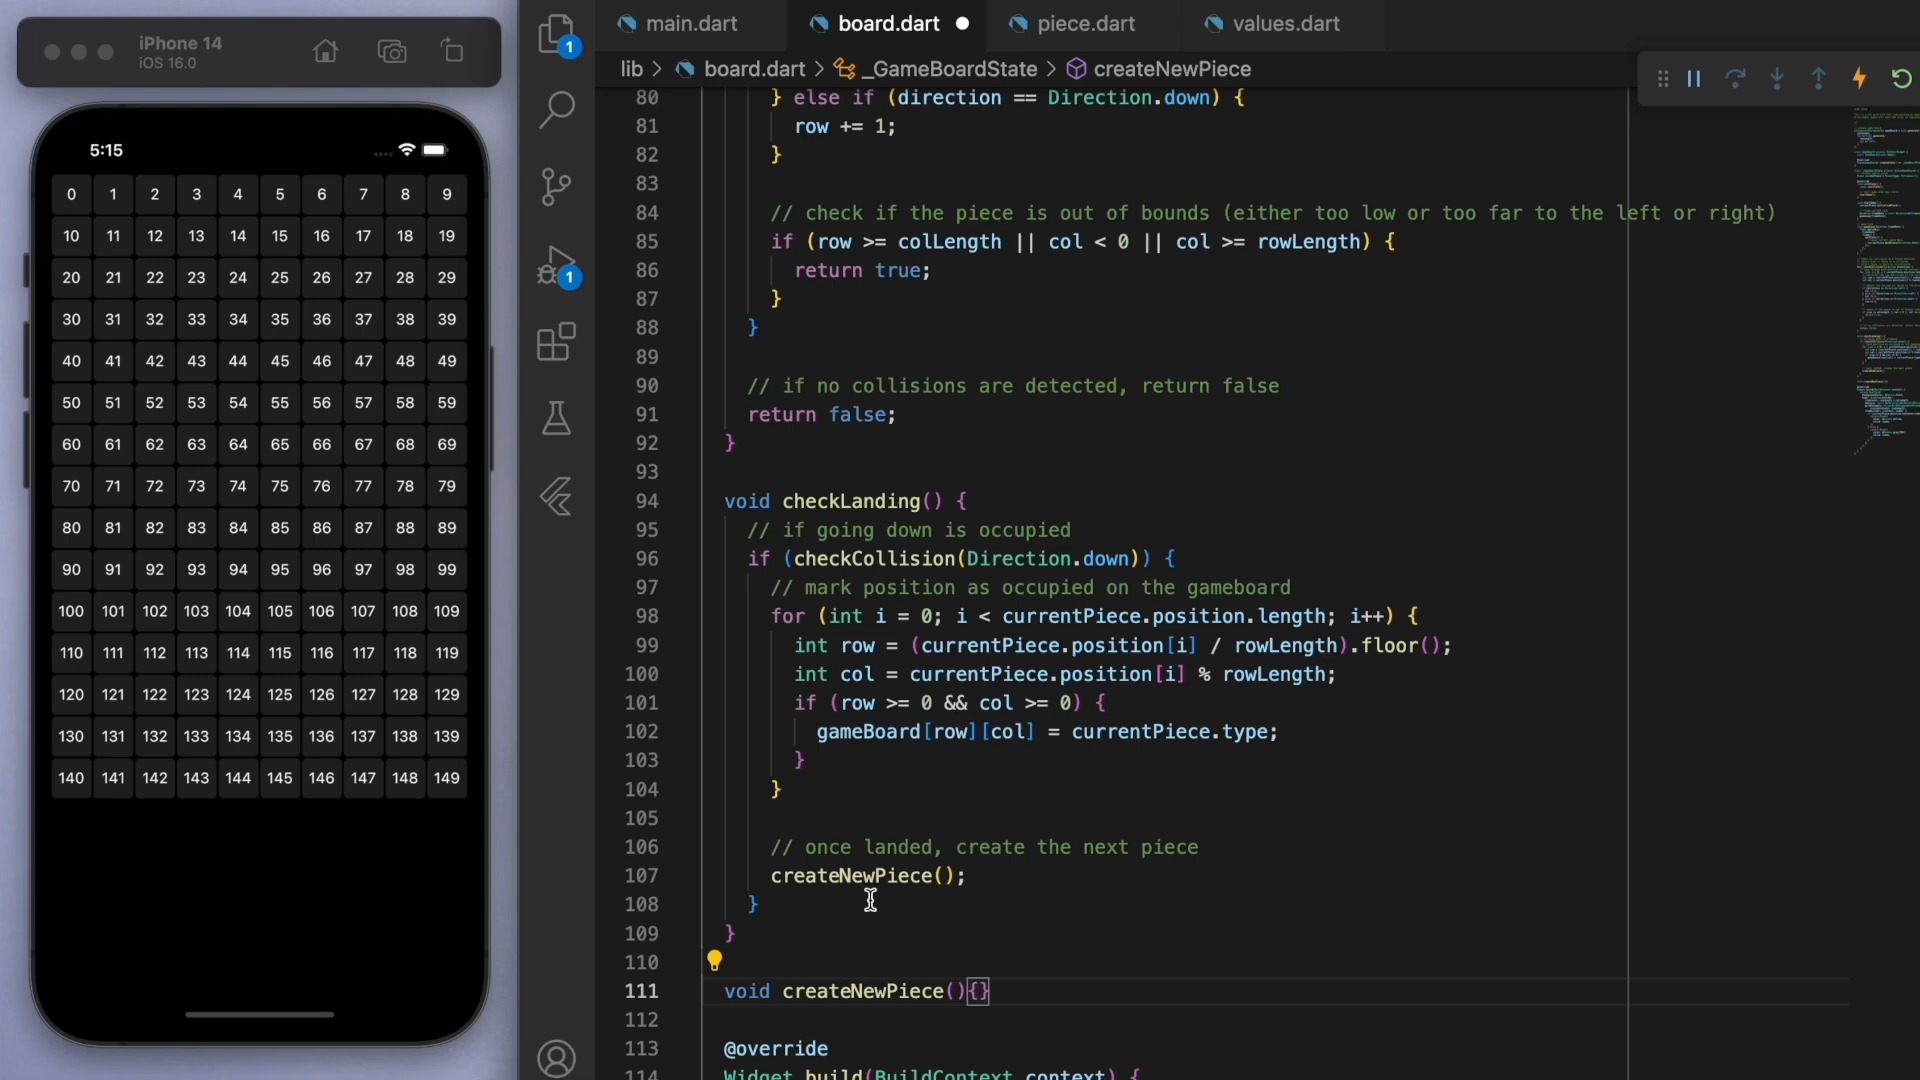 iPhone 14
iOS 16.0
5:15
0 1 2 3 4 5 6 7 8 9
10 11 12 13 14 15 16 17 18 19
20 21 22 23 24 25 26 27 28 29
30 31 32 33 34 35 36 37 38 39
40 41 42 43 44 45 46 47 48 49
50 51 52 53 54 55 56 57 58 59
60 61 62 63 64 65 66 67 68 69
70 71 72 73 74 75 76 77 78 79
80 81 82 83 84 85 86 87 88 89
90 91 92 93 94 95 96 97 98 99
100 101 102 103 104 105 106 107 108 109
110 111 112 113 114 115 116 117 118 119
120 121 122 123 124 125 126 127 128 129
130 131 132 133 134 135 136 137 138 139
140 141 142 143 144 145 146 147 148 149
1
1
main.dart board.dart piece.dart values.dart
lib > board.dart > _GameBoardState > createNewPiece
80 } else if (direction == Direction.down) {
81 row += 1;
82 }
83
84 // check if the piece is out of bounds (either too low or too far to the left or right)
85 if (row >= colLength || col < 0 || col >= rowLength) {
86 return true;
87 }
88 }
89
90 // if no collisions are detected, return false
91 return false;
92 }
93
94 void checkLanding() {
95 // if going down is occupied
96 if (checkCollision(Direction.down)) {
97 // mark position as occupied on the gameboard
98 for (int i = 0; i < currentPiece.position.length; i++) {
99 int row = (currentPiece.position[i] / rowLength).floor();
100 int col = currentPiece.position[i] % rowLength;
101 if (row >= 0 && col >= 0) {
102 gameBoard[row][col] = currentPiece.type;
103 }
104 }
105
106 // once landed, create the next piece
107 createNewPiece();
108 }
109 }
110
111 void createNewPiece(){}
112
113 @override
114 Widget build(BuildContext context) {